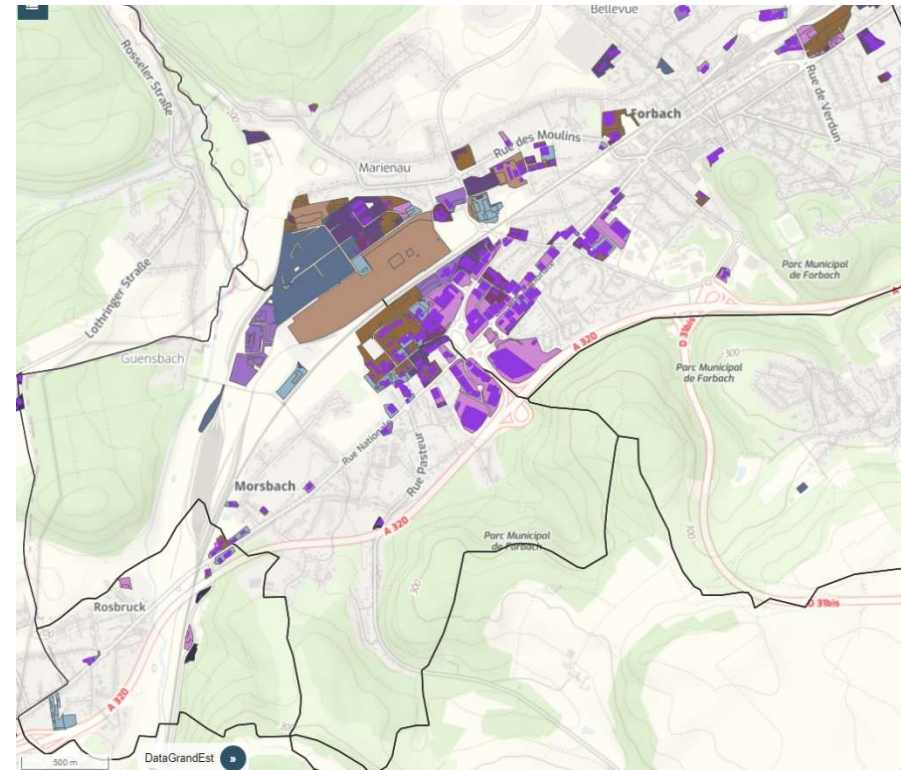 Bellevue
Rosseler Straße
Forbach
Rue de Verdun
Rue des Moulins
Marienau
Parc Municipal
de Forbach
Lothringer Straße
A 320
D 31bis
300
Guensbach
Parc Municipal
de Forbach
Rue Nationale
Rue Pasteur
Morsbach
A 320
300
Parc Municipal
de Forbach
300
Rosbruck
D 31bis
A 320
300
500 m
DataGrandEst »